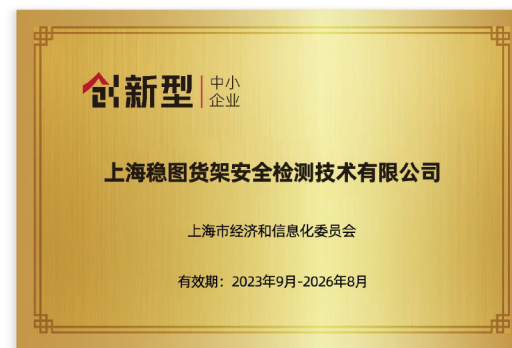 创新型 中小企业
上海稳图货架安全检测技术有限公司
上海市经济和信息化委员会
有效期：2023年9月-2026年8月